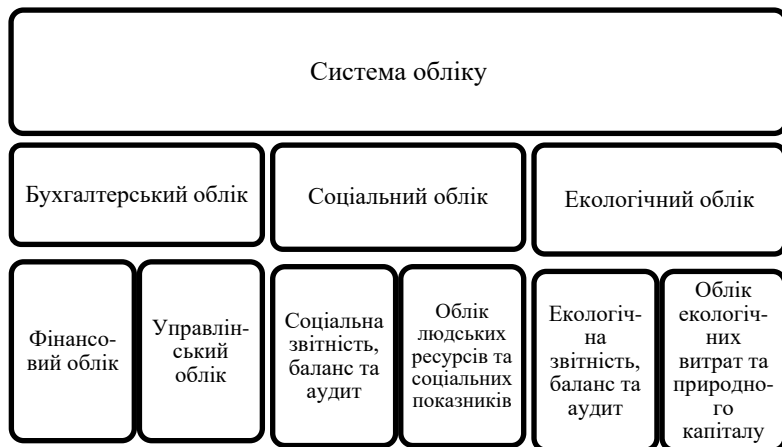 Система обліку
Бухгалтерський облік
Соціальний облік
Екологічний облік
Фінансо-
вий облік
Управлін-
ський
облік
Соціальна
звітність,
баланс та
аудит
Облік
людських
ресурсів та
соціальних
показників
Екологіч-
на
звітність,
баланс та
аудит
Облік
екологіч-
них
витрат та
природно-
го
капіталу